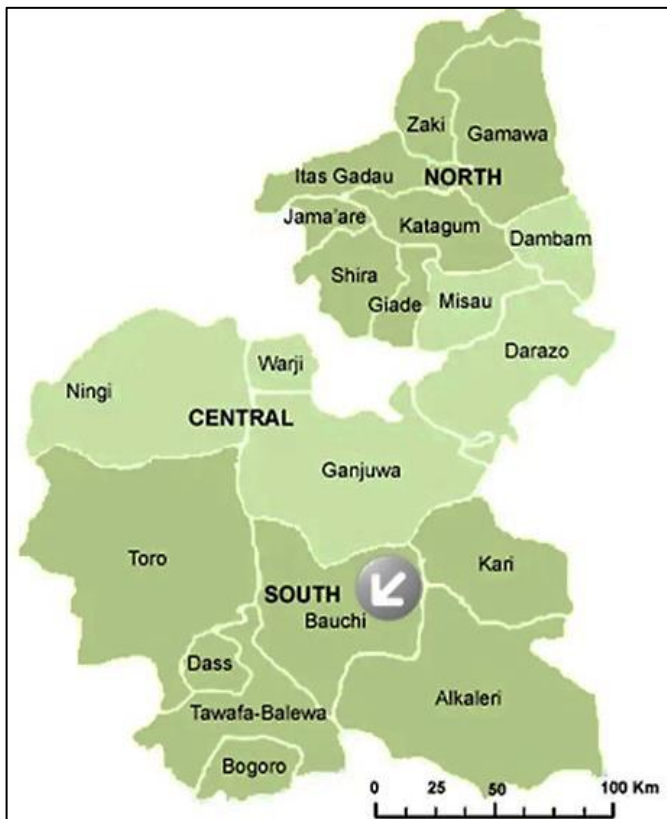 Zaki
Gamawa
Itas Gadau
NORTH
Jama'are
Katagum
Dambam
Shira
Giade
Misau
Darazo
Warji
Ningi
CENTRAL
Ganjuwa
Toro
Kari
SOUTH
Bauchi
Dass
Alkaleri
Tawafa-Balewa
Bogoro
0 25 50 100 Km